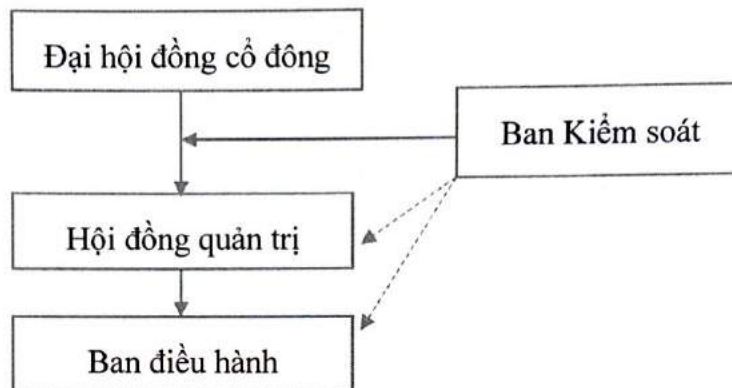 Đại hội đồng cổ đông
Ban Kiểm soát
Hội đồng quản trị
Ban điều hành